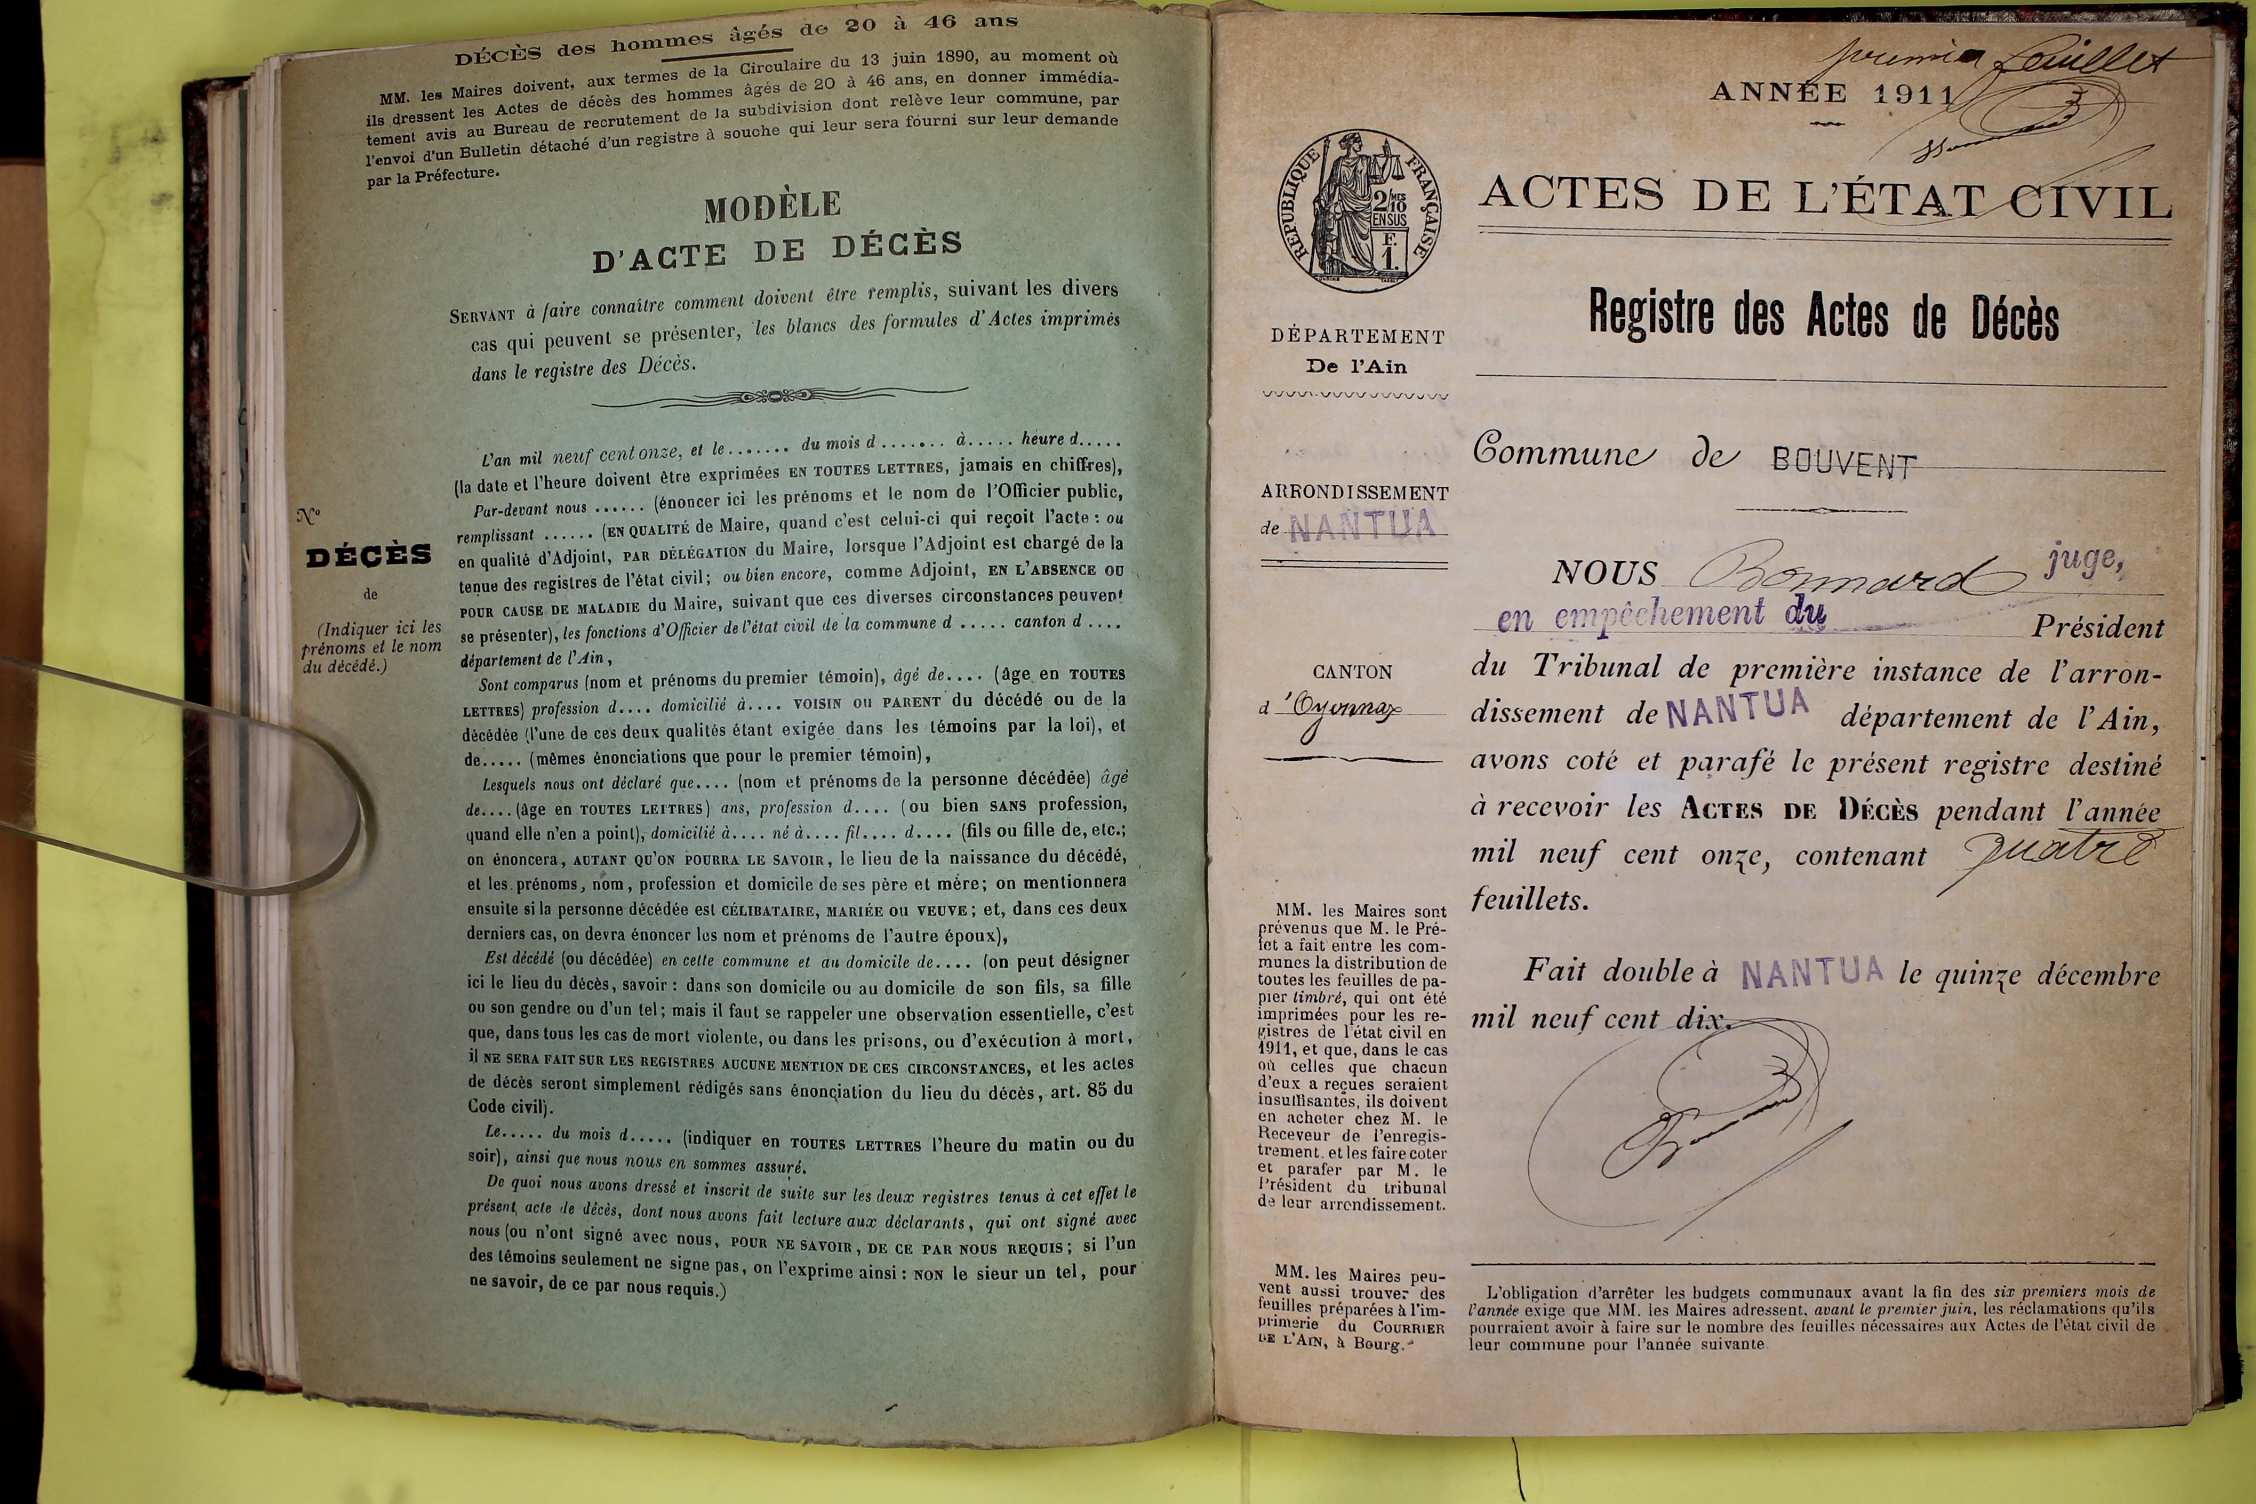 DÉCÈS des hommes âgés de 20 à 46 ans
MM. les Maires doivent, aux termes de la Circulaire du 13 juin 1890, au moment où
ils dressent les Actes de décès des hommes âgés de 20 à 46 ans, en donner immédia-
tement avis au Bureau de recrutement de la subdivision dont relève leur commune, par
l'envoi d'un Bulletin détaché d'un registre à souche qui leur sera fourni sur leur demande
par la Préfecture.
MODÈLE
D'ACTE DE DÉCÈS
SERVANT à faire connaître comment doivent être remplis, suivant les divers
cas qui peuvent se présenter, les blancs des formules d'Actes imprimés
dans le registre des Décès.
L'an mil neuf cent onze, et le ....... du mois d ....... à..... heure d.....
(la date et l'heure doivent être exprimées EN TOUTES LETTRES, jamais en chiffres),
Par-devant nous ...... (énoncer ici les prénoms et le nom de l'Officier public,
remplissant ...... (EN QUALITÉ de Maire, quand c'est celui-ci qui reçoit l'acte : ou
en qualité d'Adjoint, PAR DÉLÉGATION du Maire, lorsque l'Adjoint est chargé de la
tenue des registres de l'état civil; ou bien encore, comme Adjoint, EN L'ABSENCE OU
POUR CAUSE DE MALADIE du Maire, suivant que ces diverses circonstances peuvent
se présenter), les fonctions d'Officier de l'état civil de la commune d ..... canton d ....
département de l'Ain,
Sont comparus (nom et prénoms du premier témoin), âgé de.... (âge en TOUTES
LETTRES) profession d.... domicilié à.... VOISIN OU PARENT du décédé ou de la
décédée (l'une de ces deux qualités étant exigée dans les témoins par la loi), et
de..... (mêmes énonciations que pour le premier témoin),
Lesquels nous ont déclaré que.... (nom et prénoms de la personne décédée) âgé
de....(âge en TOUTES LETTRES) ans, profession d.... (ou bien SANS profession,
quand elle n'en a point), domicilié à.... né à.... fil.... d.... (fils ou fille de, etc.;
on énoncera, AUTANT QU'ON POURRA LE SAVOIR, le lieu de la naissance du décédé,
et les prénoms, nom, profession et domicile de ses père et mère; on mentionnera
ensuite si la personne décédée est CÉLIBATAIRE, MARIÉE OU VEUVE; et, dans ces deux
derniers cas, on devra énoncer les nom et prénoms de l'autre époux),
Est décédé (ou décédée) en cette commune et au domicile de.... (on peut désigner
ici le lieu du décès, savoir : dans son domicile ou au domicile de son fils, sa fille
ou son gendre ou d'un tel; mais il faut se rappeler une observation essentielle, c'est
que, dans tous les cas de mort violente, ou dans les prisons, ou d'exécution à mort,
il NE SERA FAIT SUR LES REGISTRES AUCUNE MENTION DE CES CIRCONSTANCES, et les actes
de décès seront simplement rédigés sans énonciation du lieu du décès, art. 85 du
Code civil).
Le..... du mois d..... (indiquer en TOUTES LETTRES l'heure du matin ou du
soir), ainsi que nous nous en sommes assuré.
De quoi nous avons dressé et inscrit de suite sur les deux registres tenus à cet effet le
présent acte de décès, dont nous avons fait lecture aux déclarants, qui ont signé avec
nous (ou n'ont signé avec nous, POUR NE SAVOIR, DE CE PAR NOUS REQUIS; si l'un
des témoins seulement ne signe pas, on l'exprime ainsi : NON le sieur un tel, pour
ne savoir, de ce par nous requis.)
N°
DÉCÈS
de
(Indiquer ici les
prénoms et le nom
du décédé.)
premier feuillet
ANNÉE 1911
ACTES DE L'ÉTAT CIVIL
RÉPUBLIQUE FRANÇAISE
2/10MES
EN SUS
F.
1.
Registre des Actes de Décès
DÉPARTEMENT
De l'Ain
ARRONDISSEMENT
de NANTUA
CANTON
d'Oyonnax
MM. les Maires sont
prévenus que M. le Pré-
fet a fait entre les com-
munes la distribution de
toutes les feuilles de pa-
pier timbré, qui ont été
imprimées pour les re-
gistres de l'état civil en
1911, et que, dans le cas
où celles que chacun
d'eux a reçues seraient
insuffisantes, ils doivent
en acheter chez M. le
Receveur de l'enregis-
trement, et les faire coter
et parafer par M. le
Président du tribunal
de leur arrondissement.
MM. les Maires peu-
vent aussi trouver des
feuilles préparées à l'im-
primerie du COURRIER
DE L'AIN, à Bourg.
Commune de BOUVENT
NOUS Bonnard juge,
en empêchement du Président
du Tribunal de première instance de l'arron-
dissement de NANTUA département de l'Ain,
avons coté et parafé le présent registre destiné
à recevoir les ACTES DE DÉCÈS pendant l'année
mil neuf cent onze, contenant quatre
feuillets.
Fait double à NANTUA le quinze décembre
mil neuf cent dix.
L'obligation d'arrêter les budgets communaux avant la fin des six premiers mois de
l'année exige que MM. les Maires adressent, avant le premier juin, les réclamations qu'ils
pourraient avoir à faire sur le nombre des feuilles nécessaires aux Actes de l'état civil de
leur commune pour l'année suivante.